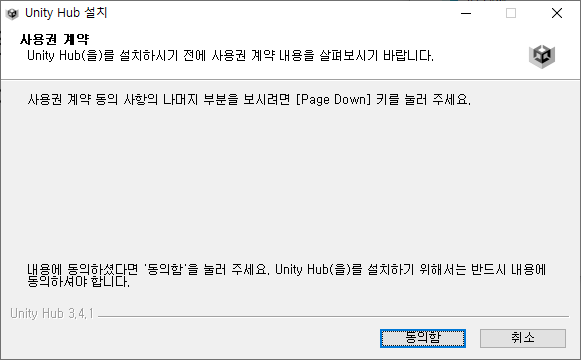 Unity Hub 설치
사용권 계약
Unity Hub(을)를 설치하시기 전에 사용권 계약 내용을 살펴보시기 바랍니다.
사용권 계약 동의 사항의 나머지 부분을 보시려면 [Page Down] 키를 눌러 주세요.
내용에 동의하셨다면 '동의함'을 눌러 주세요. Unity Hub(을)를 설치하기 위해서는 반드시 내용에
동의하셔야 합니다.
Unity Hub 3.4.1
동의함
취소